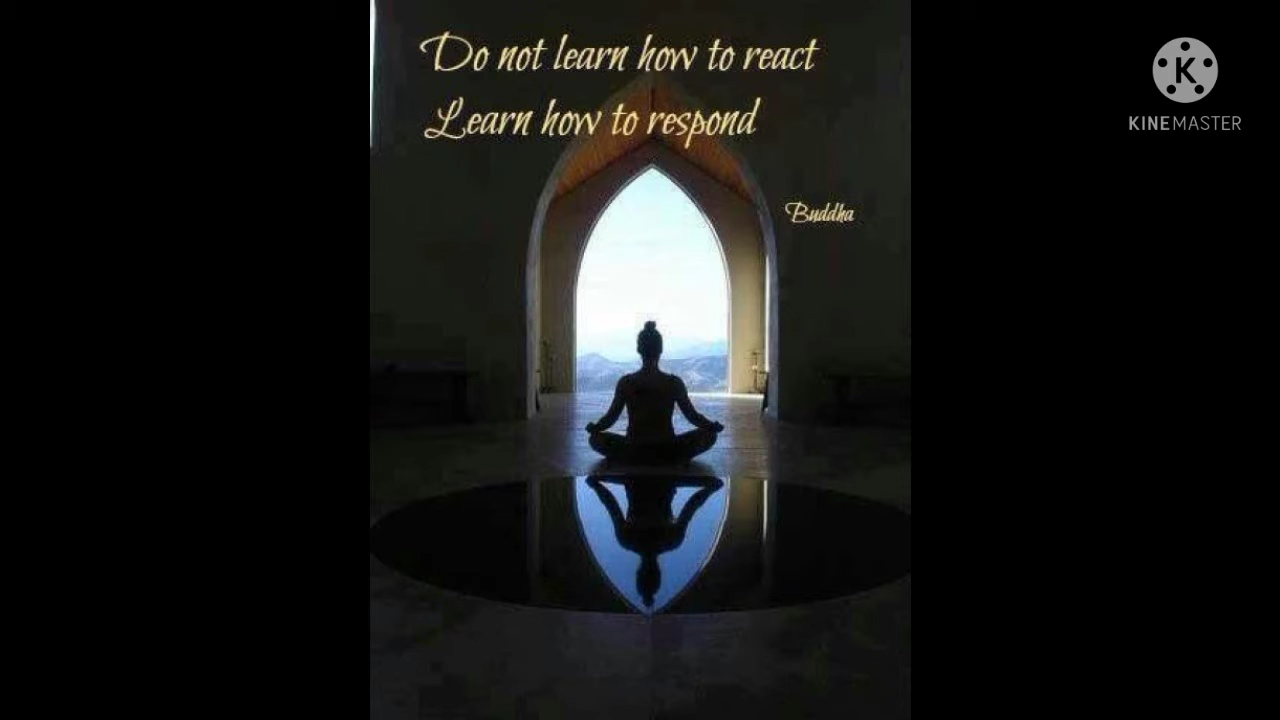 Do not learn how to react
Learn how to respond
Buddha
K
KINEMASTER